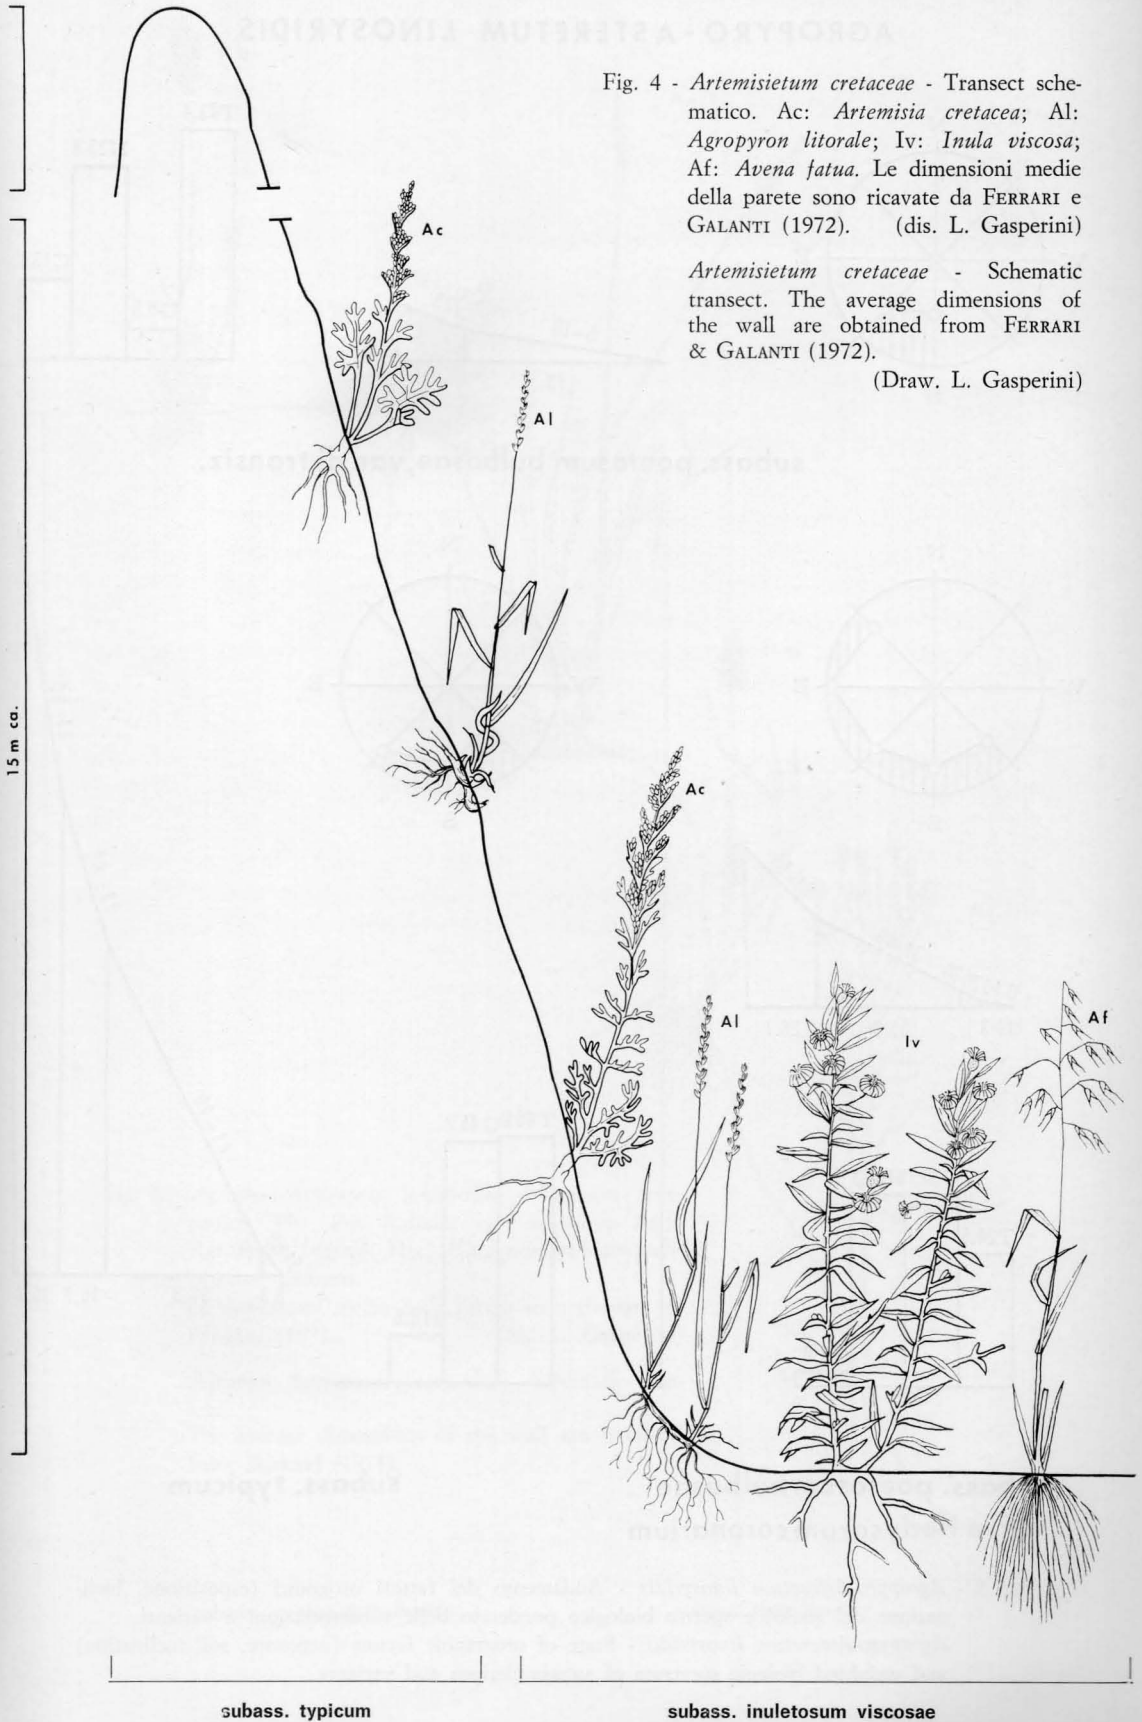 Fig. 4 - Artemisietum cretaceae - Transect sche-
matico. Ac: Artemisia cretacea; Al:
Agropyron litorale; Iv: Inula viscosa;
Af: Avena fatua. Le dimensioni medie
della parete sono ricavate da FERRARI e
GALANTI (1972). (dis. L. Gasperini)
Artemisietum cretaceae - Schematic
transect. The average dimensions of
the wall are obtained from FERRARI
& GALANTI (1972).
(Draw. L. Gasperini)
Ac
Al
15 m ca.
Ac
Al
Iv
Af
subass. typicum
subass. inuletosum viscosae